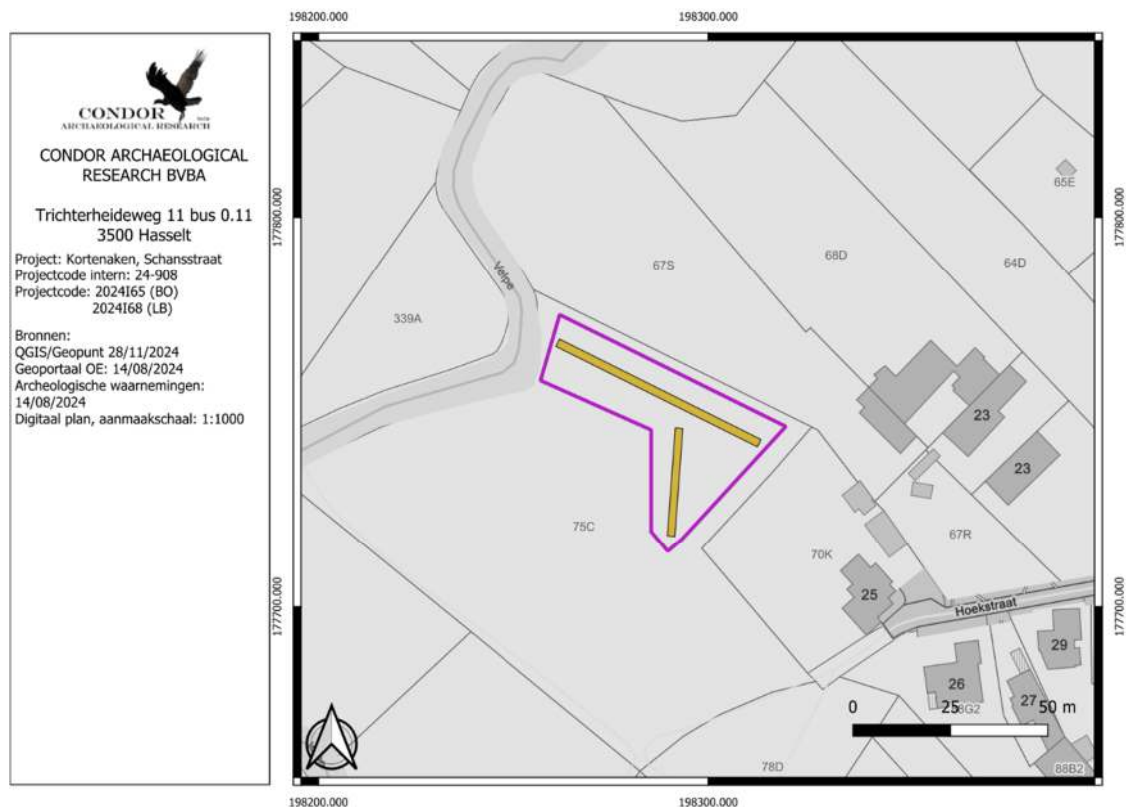 198200.000
198300.000
CONDOR
ARCHAEOLOGICAL RESEARCH
CONDOR ARCHAEOLOGICAL
RESEARCH BVBA
Trichterheideweg 11 bus 0.11
3500 Hasselt
Project: Kortenaken, Schansstraat
Projectcode intern: 24-908
Projectcode: 2024I65 (BO)
2024I68 (LB)
Bronnen:
QGIS/Geopunt 28/11/2024
Geoportaal OE: 14/08/2024
Archeologische waarnemingen:
14/08/2024
Digitaal plan, aanmaakschaal: 1:1000
177800.000
177800.000
65E
67S
68D
64D
Velpe
339A
23
23
75C
70K
67R
177700.000
177700.000
25
Hoekstraat
29
26
27
0
25
50 m
78D
88B2
198200.000
198300.000